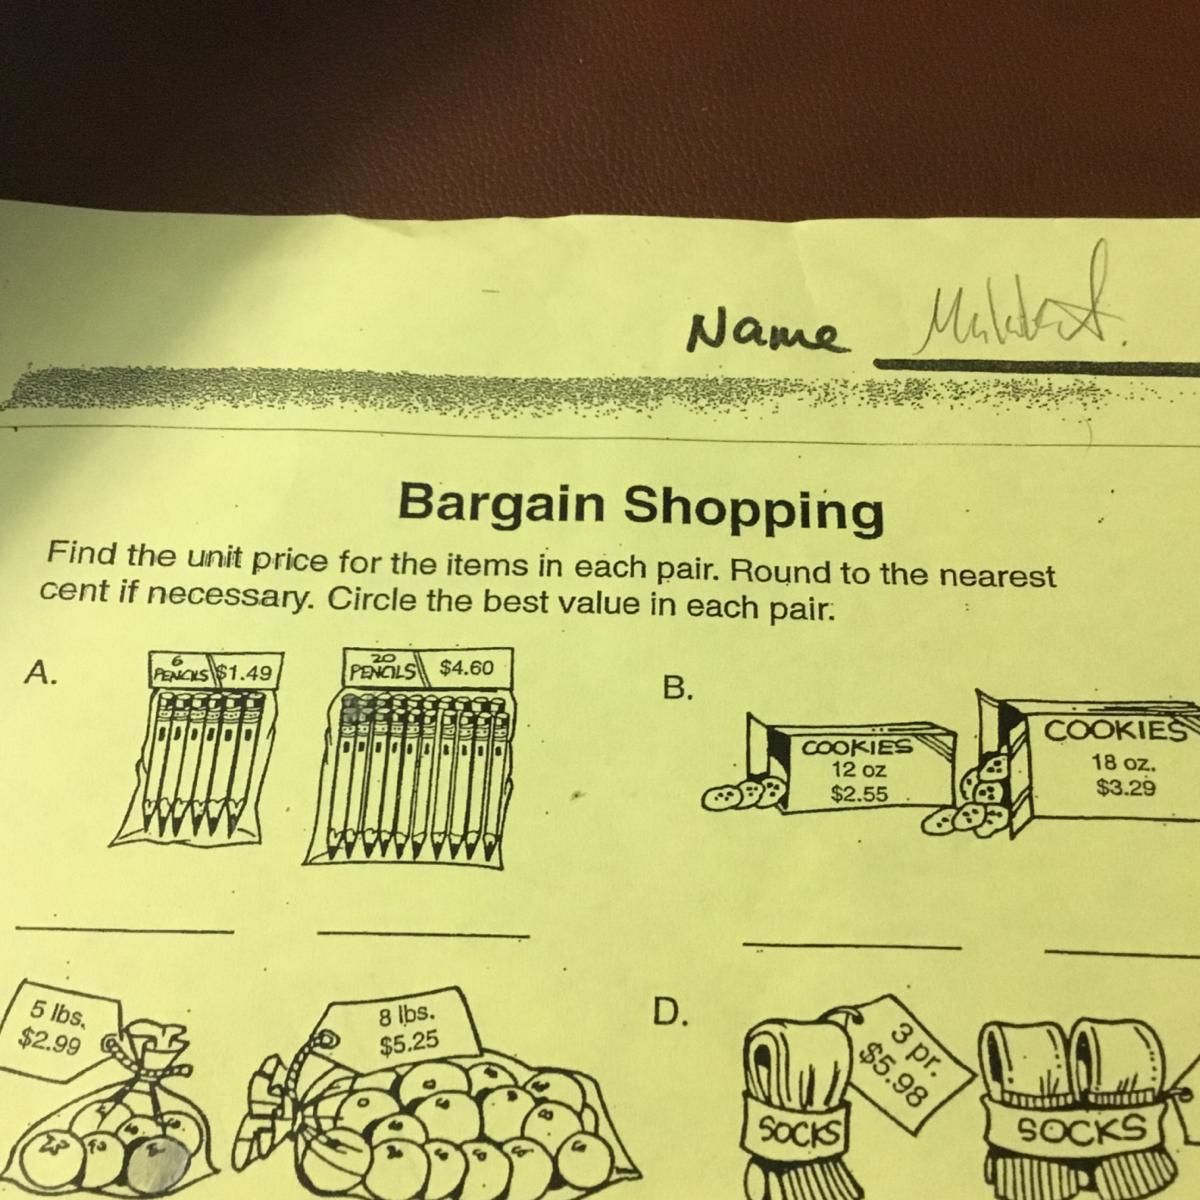 Name
Bargain Shopping
Find the unit price for the items in each pair. Round to the nearest
cent if necessary. Circle the best value in each pair.
A.
6
PENCILS $1.49
20
PENCILS $4.60
B.
COOKIES
12 oz
$2.55
COOKIES
18 oz.
$3.29
5 lbs.
$2.99
8 lbs.
$5.25
D.
3 pr.
$5.98
SOCKS
SOCKS